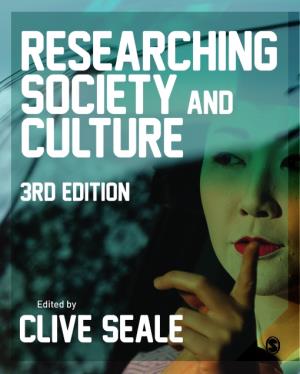 RESEARCHING
SOCIETY AND
CULTURE
3RD EDITION
Edited by
CLIVE SEALE